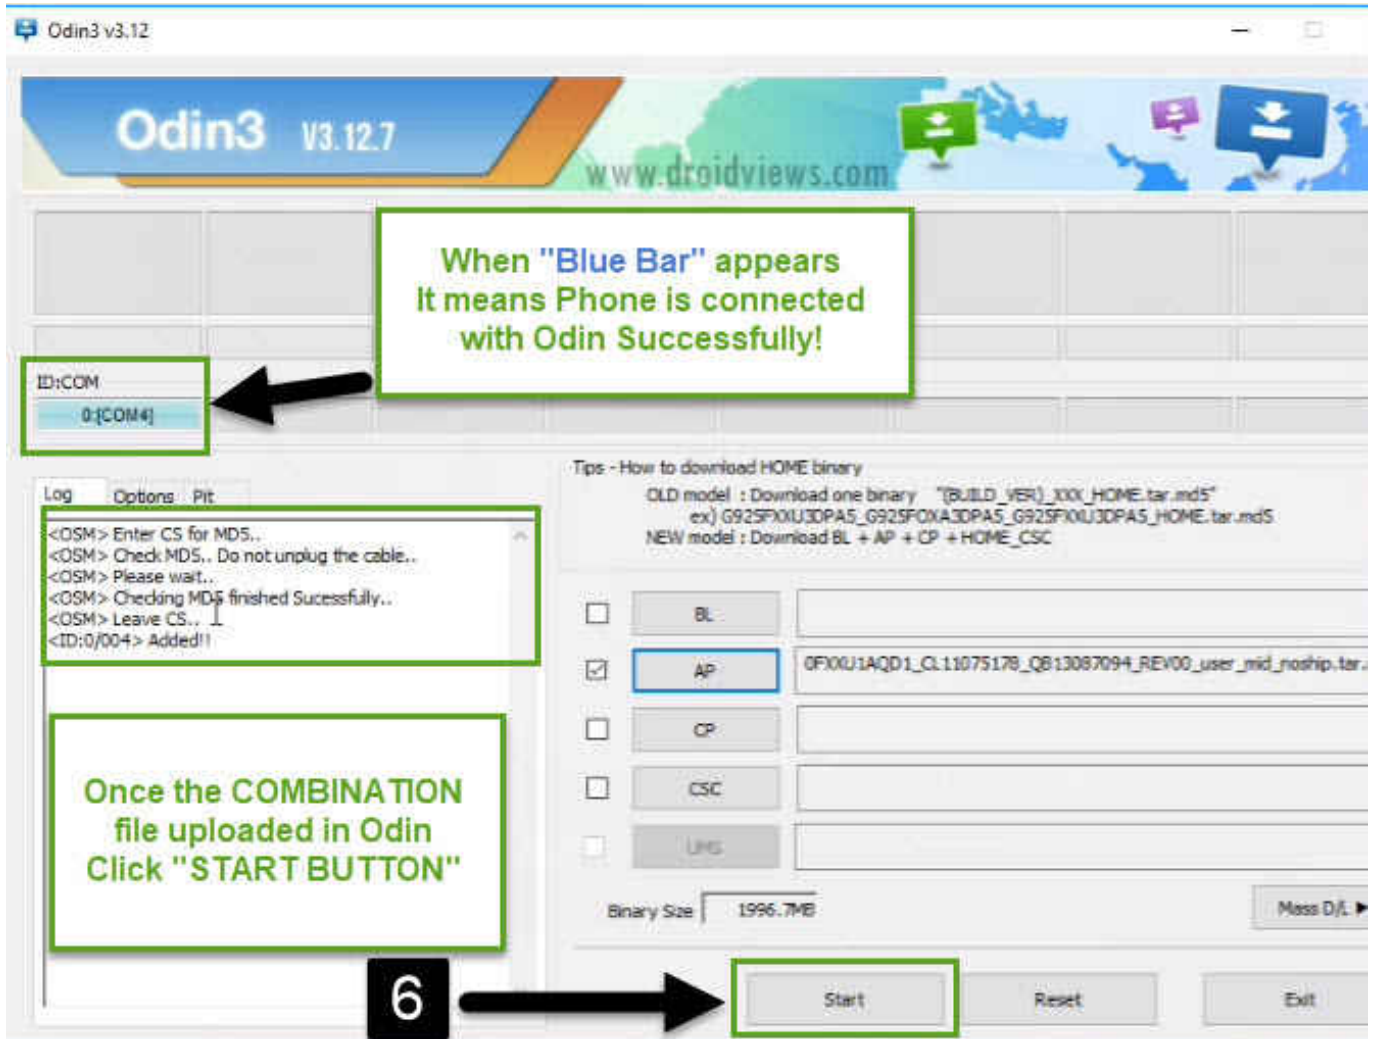 Odin3 v3.12
Odin3 V3.12.7
www.droidviews.com
When "Blue Bar" appears
It means Phone is connected
with Odin Successfully!
ID:COM
0:[COM4]
Log Options Pit
<OSM> Enter CS for MD5..
<OSM> Check MD5.. Do not unplug the cable..
<OSM> Please wait..
<OSM> Checking MD5 finished Sucessfully..
<OSM> Leave CS..
<ID:0/004> Added!!
Once the COMBINATION
file uploaded in Odin
Click "START BUTTON"
Tips - How to download HOME binary
OLD model : Download one binary "(BUILD_VER)_XXX_HOME.tar.md5"
ex) G925FXXU3DPA5_G925FOXA3DPA5_G925FXXU3DPA5_HOME.tar.md5
NEW model : Download BL + AP + CP + HOME_CSC
BL
AP 0FXXU1AQD1_CL11075178_QB13087094_REV00_user_mid_noship.tar.
CP
CSC
UMS
Binary Size 1996.7MB
Mass D/L
6
Start Reset Exit